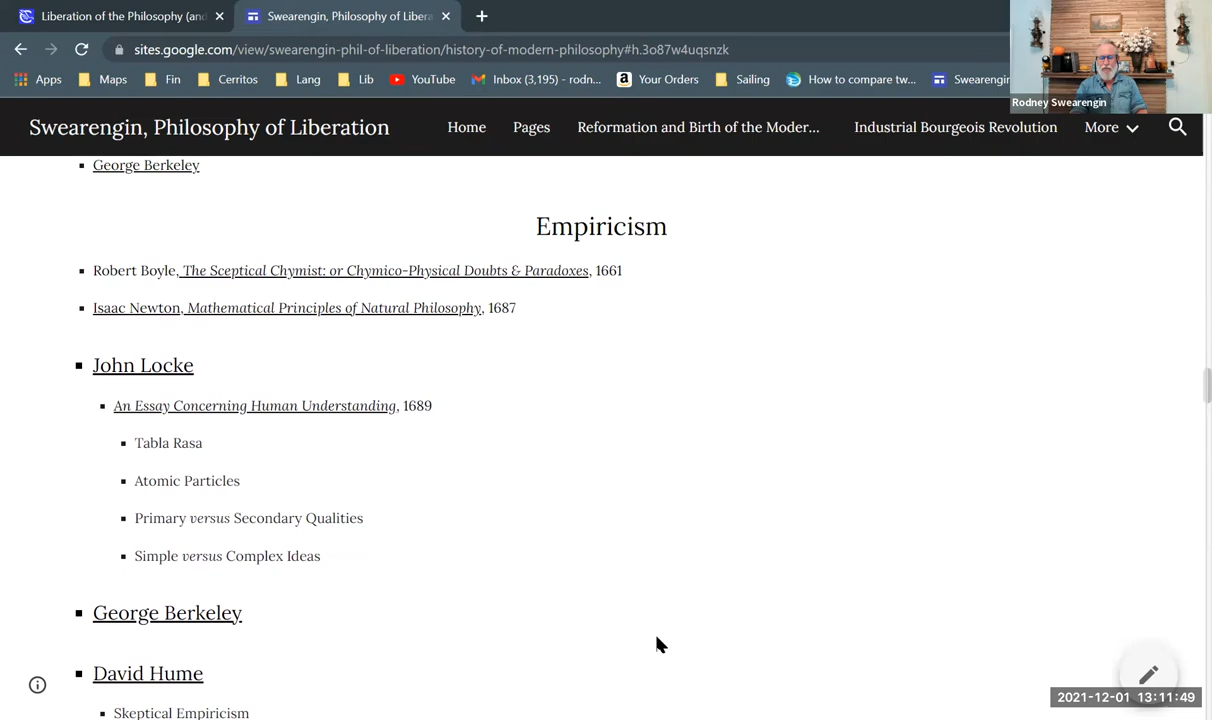 Liberation of the Philosophy (and
Swearengin, Philosophy of Libera
sites.google.com/view/swearengin-phil-of-liberation/history-of-modern-philosophy#h.3o87w4uqsnzk
Apps Maps Fin Cerritos Lang Lib YouTube Inbox (3,195) - rodn... Your Orders Sailing How to compare tw... Swearengin
Rodney Swearengin
Swearengin, Philosophy of Liberation Home Pages Reformation and Birth of the Moder... Industrial Bourgeois Revolution More
George Berkeley
Empiricism
Robert Boyle, The Sceptical Chymist: or Chymico-Physical Doubts & Paradoxes, 1661
Isaac Newton, Mathematical Principles of Natural Philosophy, 1687
John Locke
An Essay Concerning Human Understanding, 1689
Tabla Rasa
Atomic Particles
Primary versus Secondary Qualities
Simple versus Complex Ideas
George Berkeley
David Hume
Skeptical Empiricism
2021-12-01 13:11:49